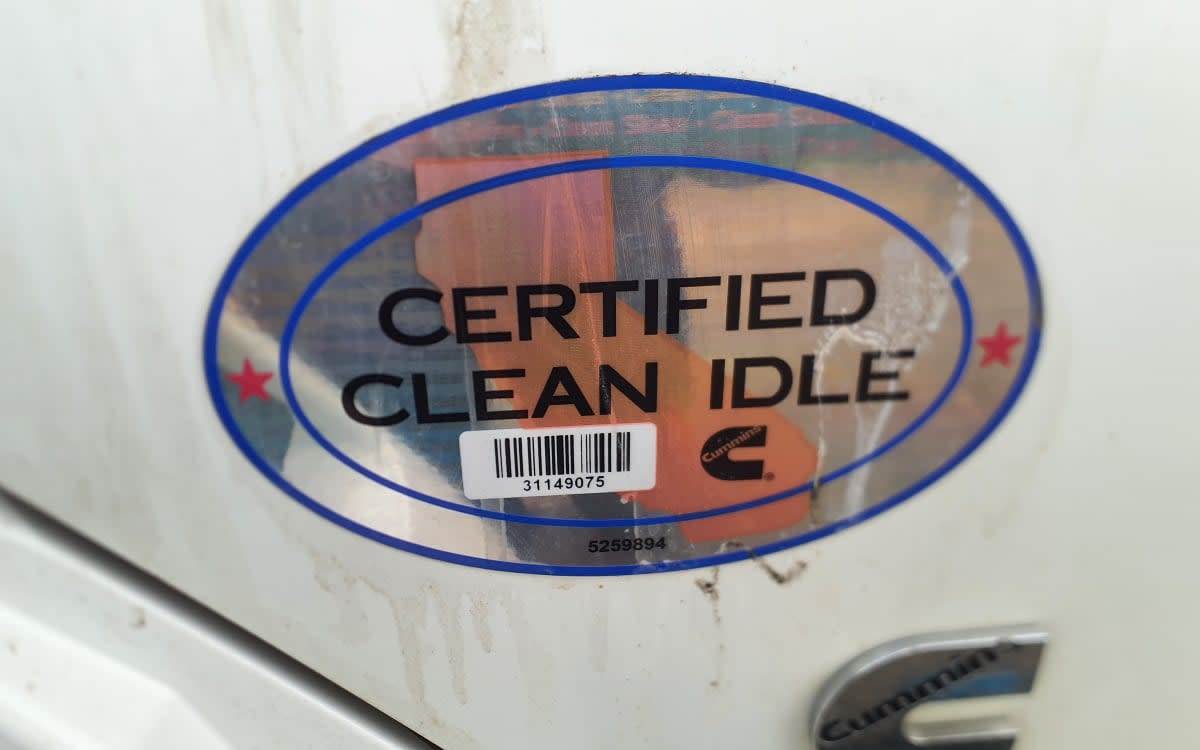 CERTIFIED
CLEAN IDLE
Cummins
31149075
5259894
Cummins